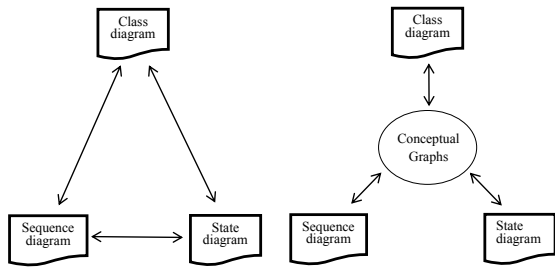 Class
diagram
Sequence
diagram
State
diagram
Class
diagram
Conceptual
Graphs
Sequence
diagram
State
diagram